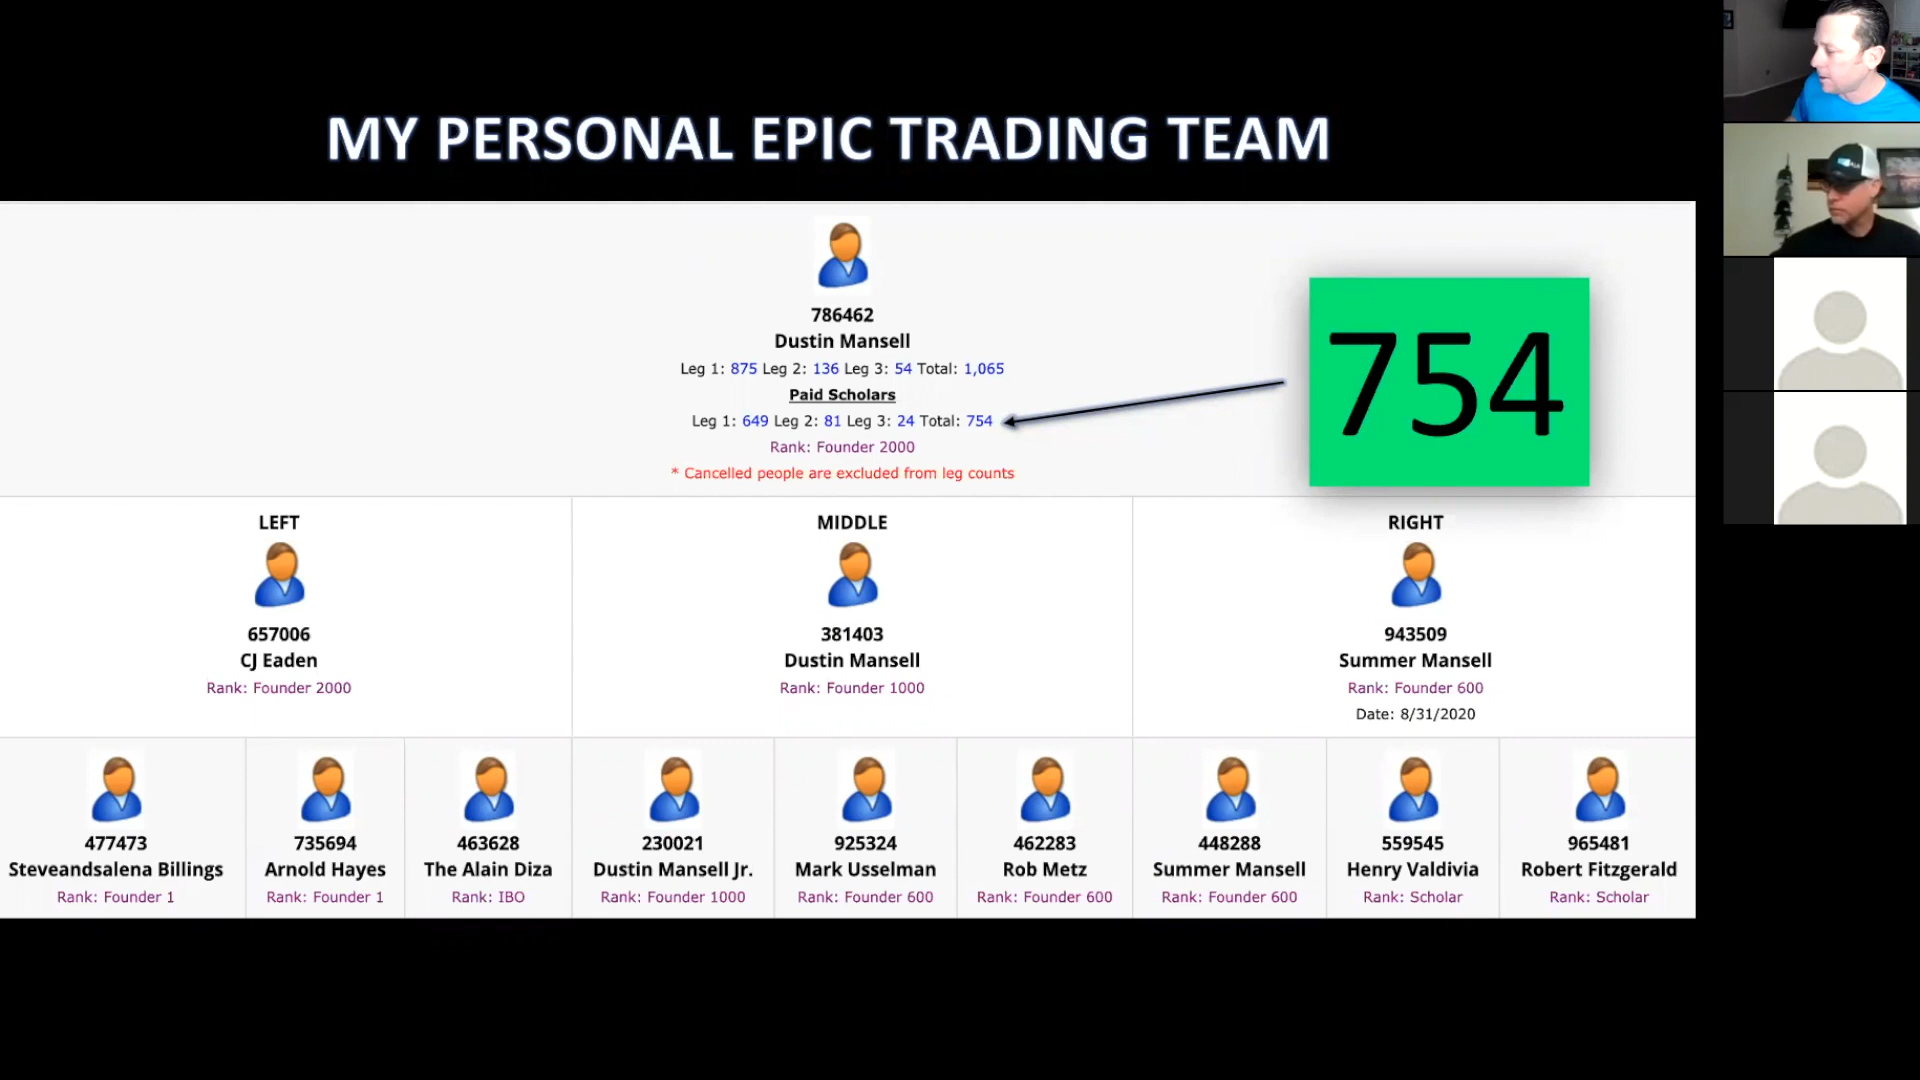 MY PERSONAL EPIC TRADING TEAM
786462
Dustin Mansell
Leg 1: 875 Leg 2: 136 Leg 3: 54 Total: 1,065
Paid Scholars
Leg 1: 649 Leg 2: 81 Leg 3: 24 Total: 754
Rank: Founder 2000
* Cancelled people are excluded from leg counts
754
LEFT
657006
CJ Eaden
Rank: Founder 2000
MIDDLE
381403
Dustin Mansell
Rank: Founder 1000
RIGHT
943509
Summer Mansell
Rank: Founder 600
Date: 8/31/2020
477473
Steveandsalena Billings
Rank: Founder 1
735694
Arnold Hayes
Rank: Founder 1
463628
The Alain Diza
Rank: IBO
230021
Dustin Mansell Jr.
Rank: Founder 1000
925324
Mark Usselman
Rank: Founder 600
462283
Rob Metz
Rank: Founder 600
448288
Summer Mansell
Rank: Founder 600
559545
Henry Valdivia
Rank: Scholar
965481
Robert Fitzgerald
Rank: Scholar